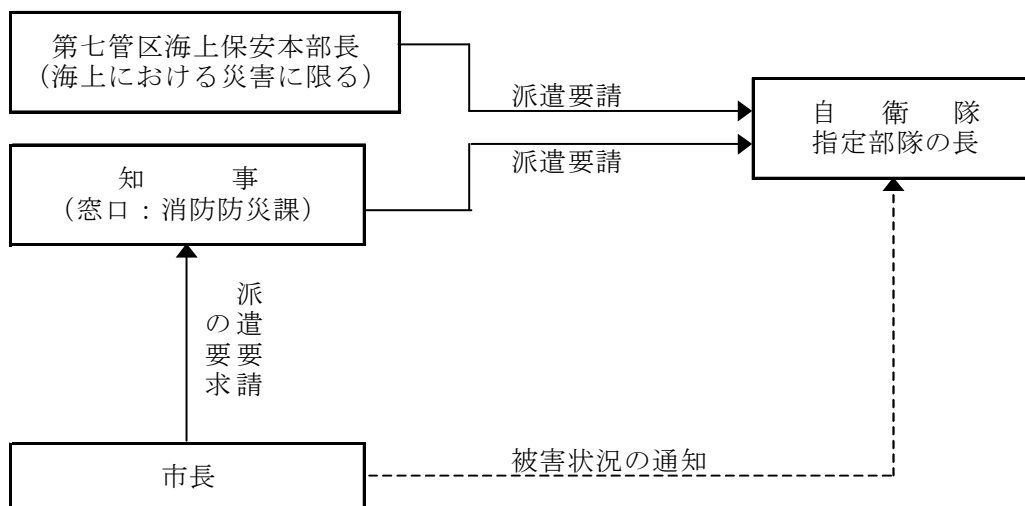 第七管区海上保安本部長
(海上における災害に限る)
派遣要請
自 衛 隊
指定部隊の長
知 事
(窓口:消防防災課)
派遣要請
派遣要請
の要求
市長
被害状況の通知